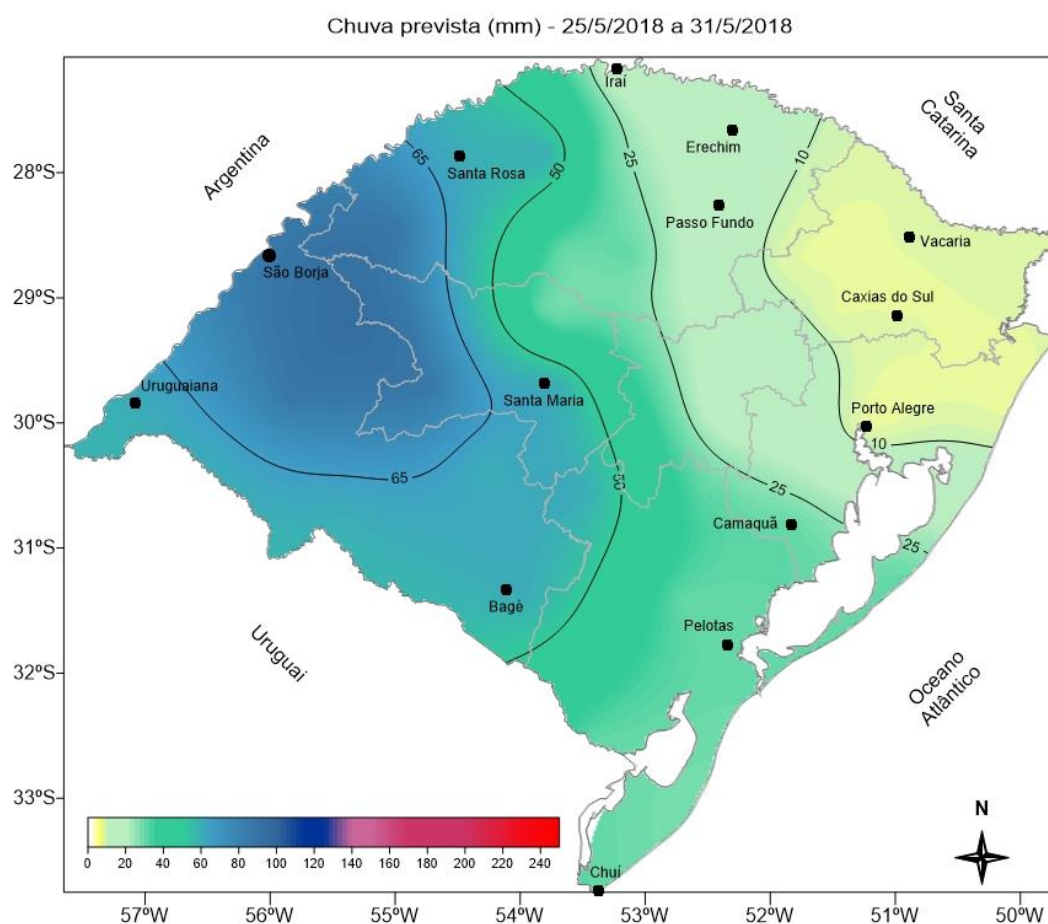 Chuva prevista (mm) - 25/5/2018 a 31/5/2018
Iraí
Santa
Catarina
Argentina
28ºS
65
Santa Rosa
50
25
Erechim
10
Passo Fundo
Vacaria
São Borja
29ºS
Caxias do Sul
Uruguaiana
Santa Maria
Porto Alegre
30ºS
10
65
50
25
Camaquã
25
31ºS
Bagé
Pelotas
Uruguai
32ºS
Oceano
Atlântico
33ºS
N
0 20 40 60 80 100 120 140 160 180 200 220 240
Chuí
57ºW 56ºW 55ºW 54ºW 53ºW 52ºW 51ºW 50ºW